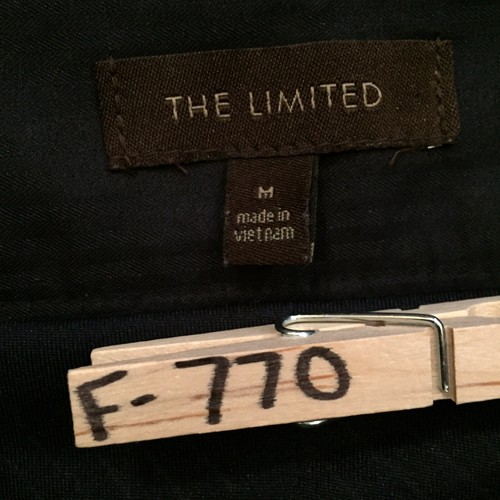 THE LIMITED
M
made in
vietnam
F-770